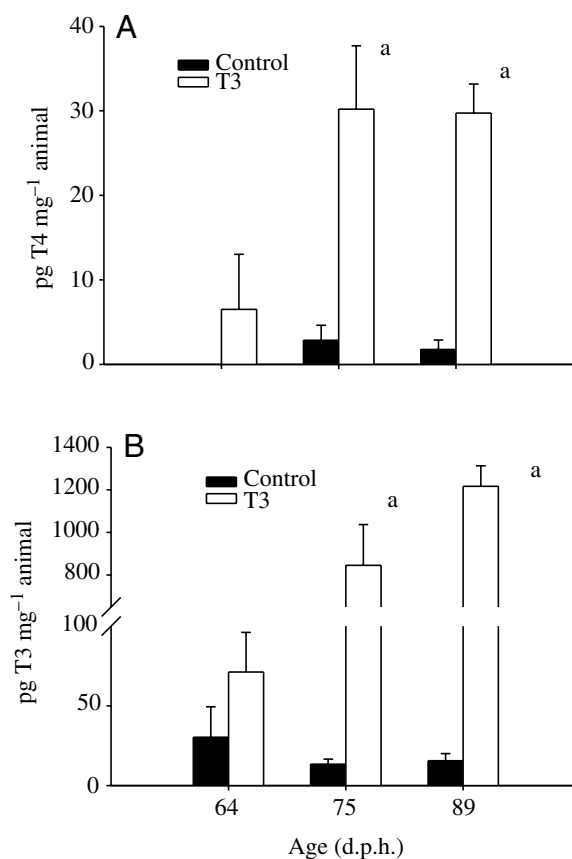 A
Control
T3
a
a
40
30
20
10
0
pg T4 mg⁻¹ animal
B
Control
T3
a
a
1400
1200
1000
800
100
50
0
pg T3 mg⁻¹ animal
64 75 89
Age (d.p.h.)